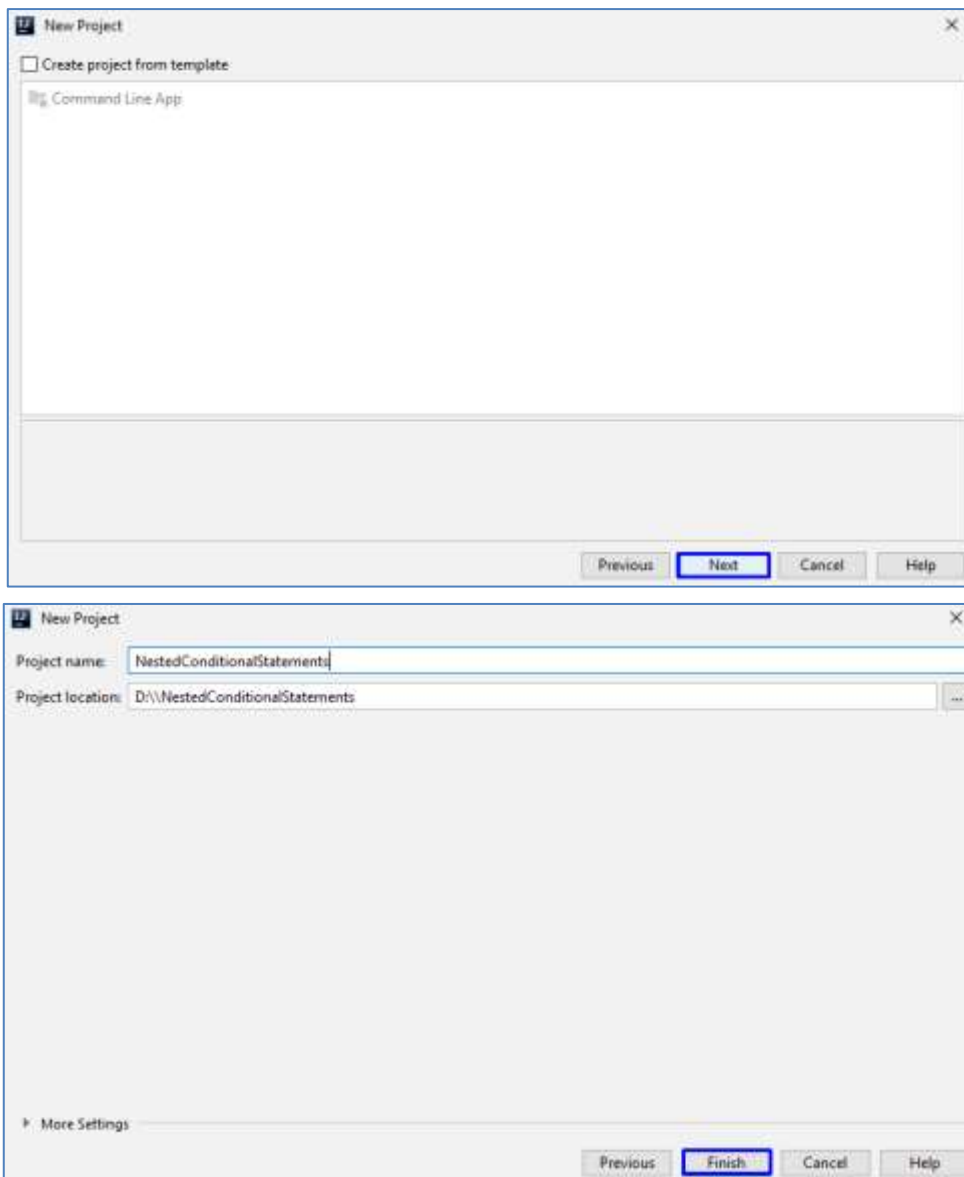 New Project
Create project from template
Command Line App
Previous Next Cancel Help
New Project
Project name: NestedConditionalStatements
Project location: D:\\NestedConditionalStatements ...
More Settings
Previous Finish Cancel Help